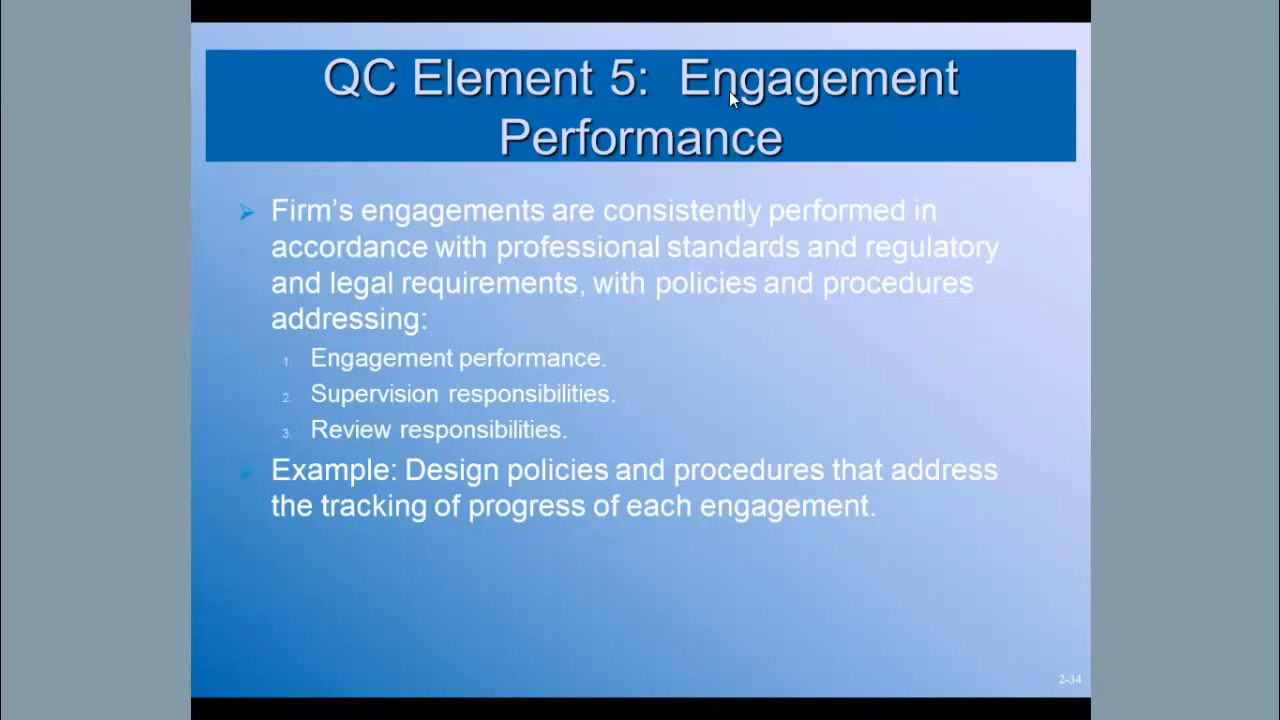 QC Element 5: Engagement
Performance
Firm's engagements are consistently performed in
accordance with professional standards and regulatory
and legal requirements, with policies and procedures
addressing:
1. Engagement performance.
2. Supervision responsibilities.
3. Review responsibilities.
Example: Design policies and procedures that address
the tracking of progress of each engagement.
2-34